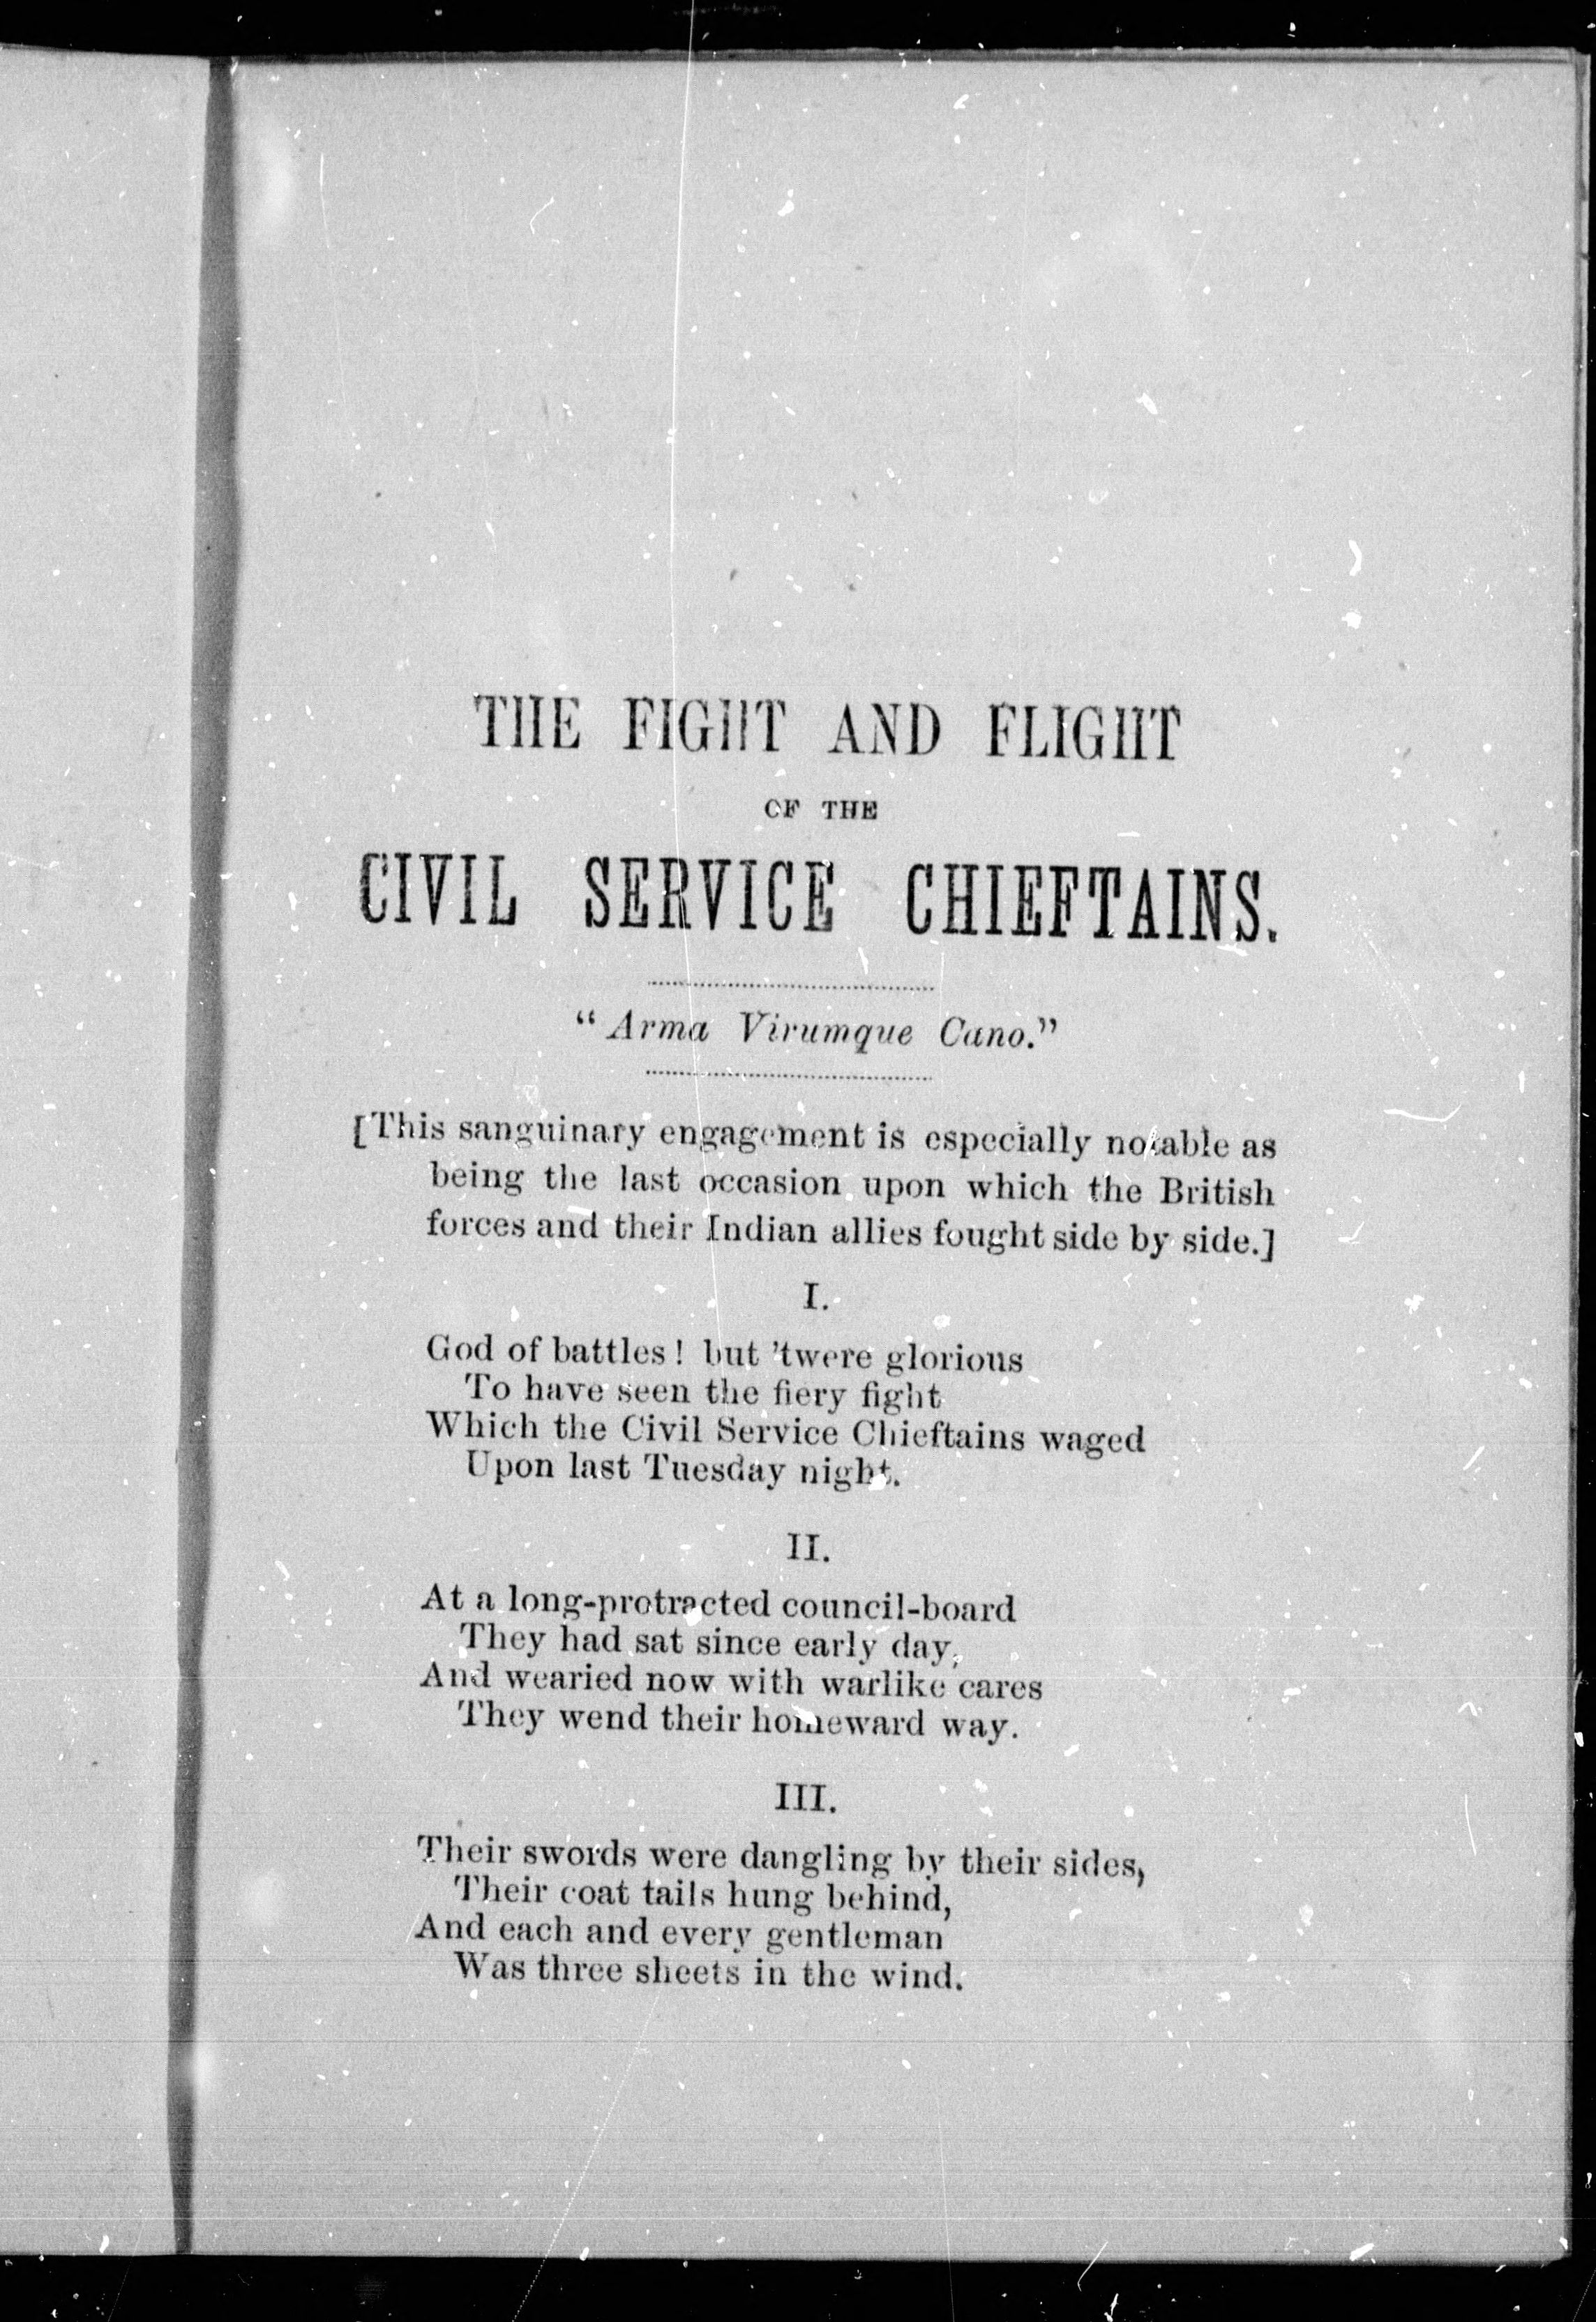 THE FIGHT AND FLIGHT
OF THE
CIVIL SERVICE CHIEFTAINS.
"Arma Virumque Cano."
[This sanguinary engagement is especially notable as
being the last occasion upon which the British
forces and their Indian allies fought side by side.]
I.
God of battles! but 'twere glorious
To have seen the fiery fight
Which the Civil Service Chieftains waged
Upon last Tuesday night.
II.
At a long-protracted council-board
They had sat since early day,
And wearied now with warlike cares
They wend their homeward way.
III.
Their swords were dangling by their sides,
Their coat tails hung behind,
And each and every gentleman
Was three sheets in the wind.